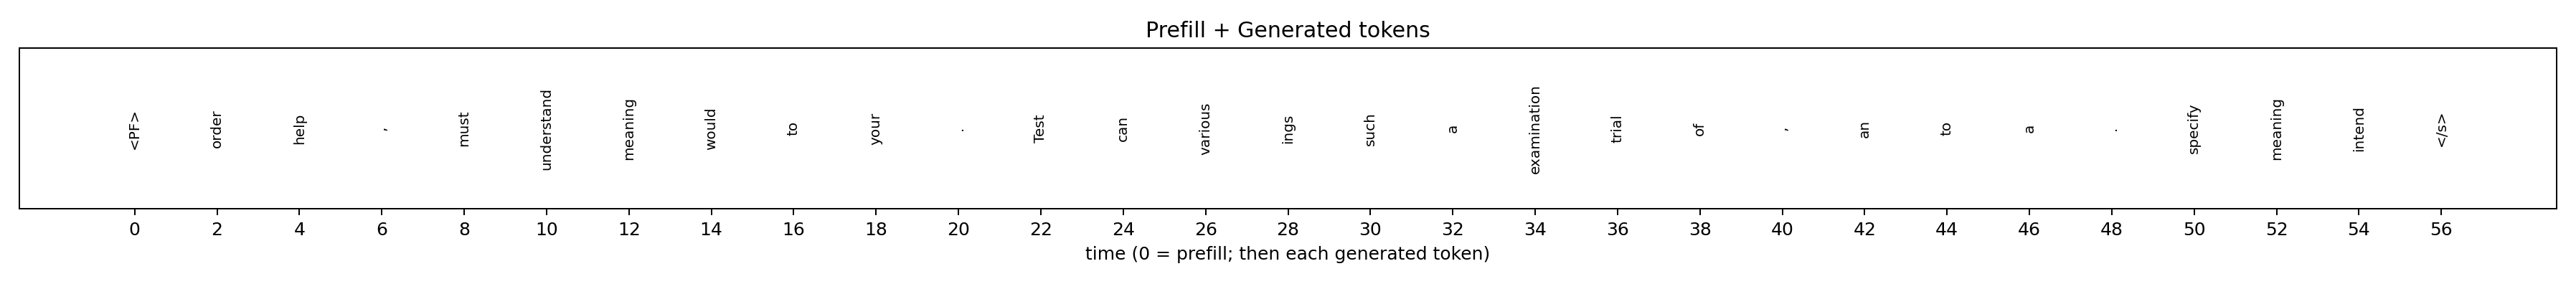 Prefill + Generated tokens
<PF> order help , must understand meaning would to your . Test can various ings such a examination trial of , an to a . specify meaning intend </s>
0 2 4 6 8 10 12 14 16 18 20 22 24 26 28 30 32 34 36 38 40 42 44 46 48 50 52 54 56
time (0 = prefill; then each generated token)